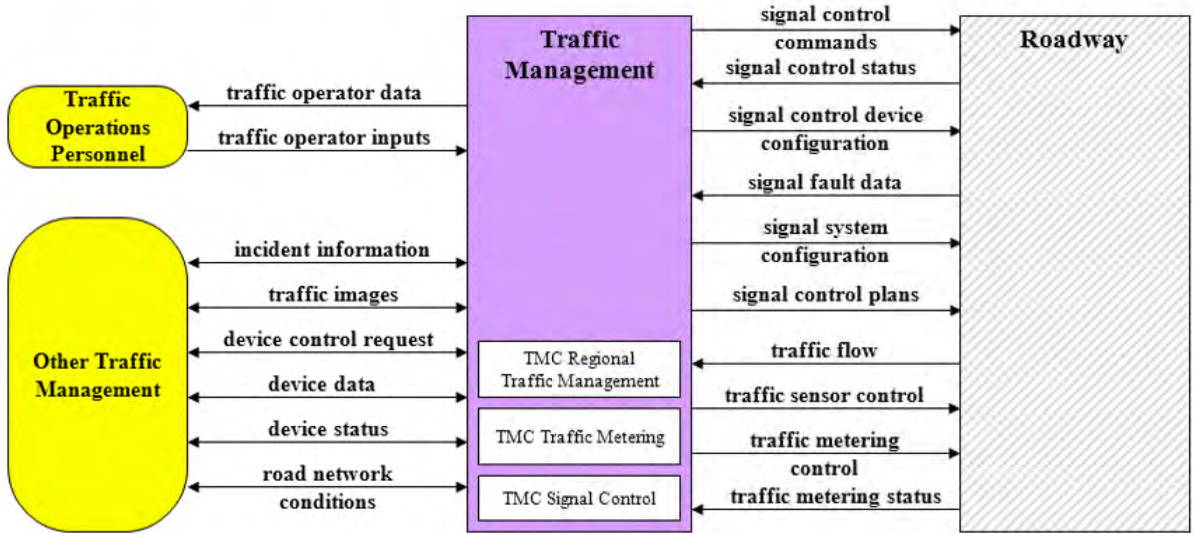 Traffic
Operations
Personnel
traffic operator data
traffic operator inputs
Other Traffic
Management
incident information
traffic images
device control request
device data
device status
road network
conditions
Traffic
Management
TMC Regional
Traffic Management
TMC Traffic Metering
TMC Signal Control
signal control
commands
signal control status
signal control device
configuration
signal fault data
signal system
configuration
signal control plans
traffic flow
traffic sensor control
traffic metering
control
traffic metering status
Roadway